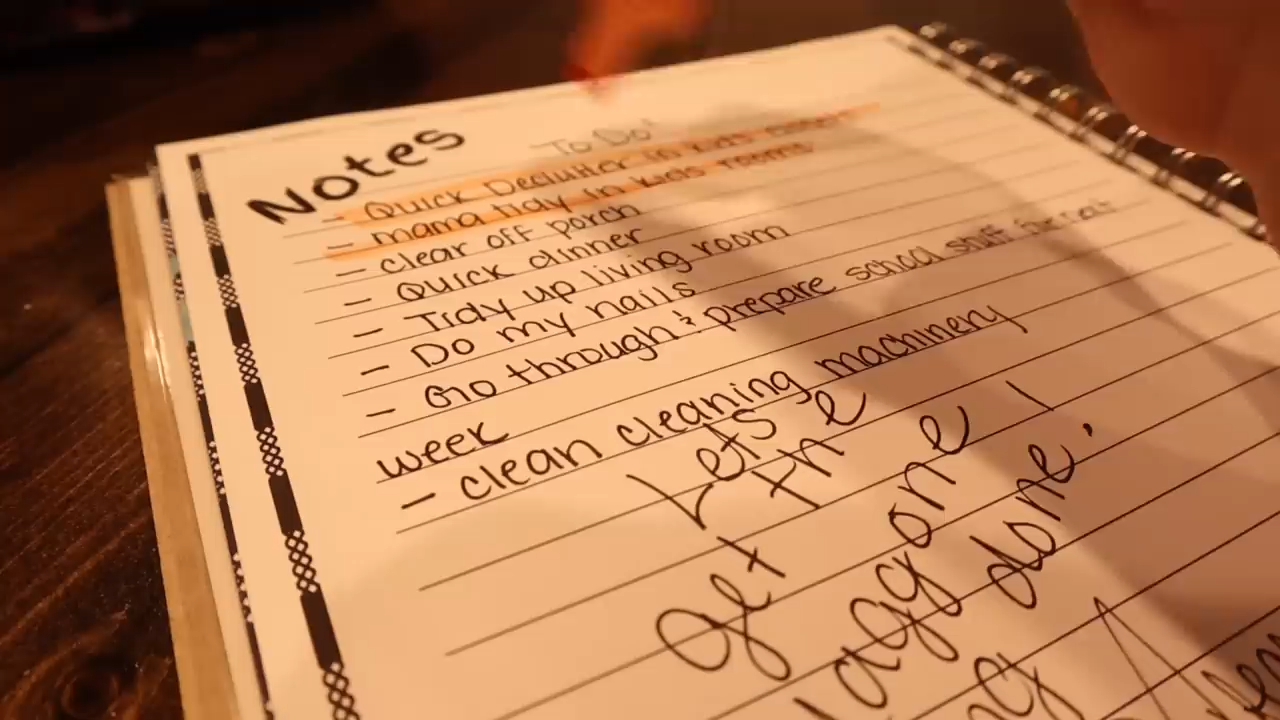 Notes
To Do:
- Quick Declutter in kids closet
- mama tidy in kids rooms
- clear off porch
- Quick dinner
- Tidy up living room
- Do my nails
- Go through & prepare school stuff for next
week
- clean cleaning machinery
Lets
get the
done!